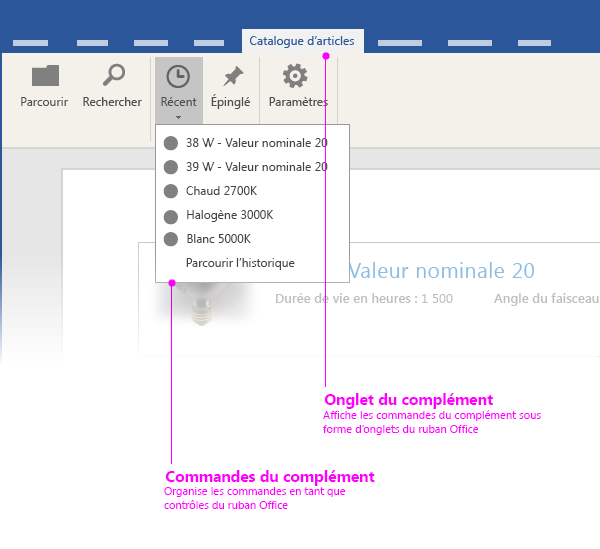 Catalogue d'articles
Parcourir
Rechercher
Récent
Épinglé
Paramètres
38 W - Valeur nominale 20
39 W - Valeur nominale 20
Chaud 2700K
Halogène 3000K
Blanc 5000K
Parcourir l'historique
Valeur nominale 20
Durée de vie en heures : 1 500
Angle du faisceau
Onglet du complément
Affiche les commandes du complément sous
forme d'onglets du ruban Office
Commandes du complément
Organise les commandes en tant que
contrôles du ruban Office